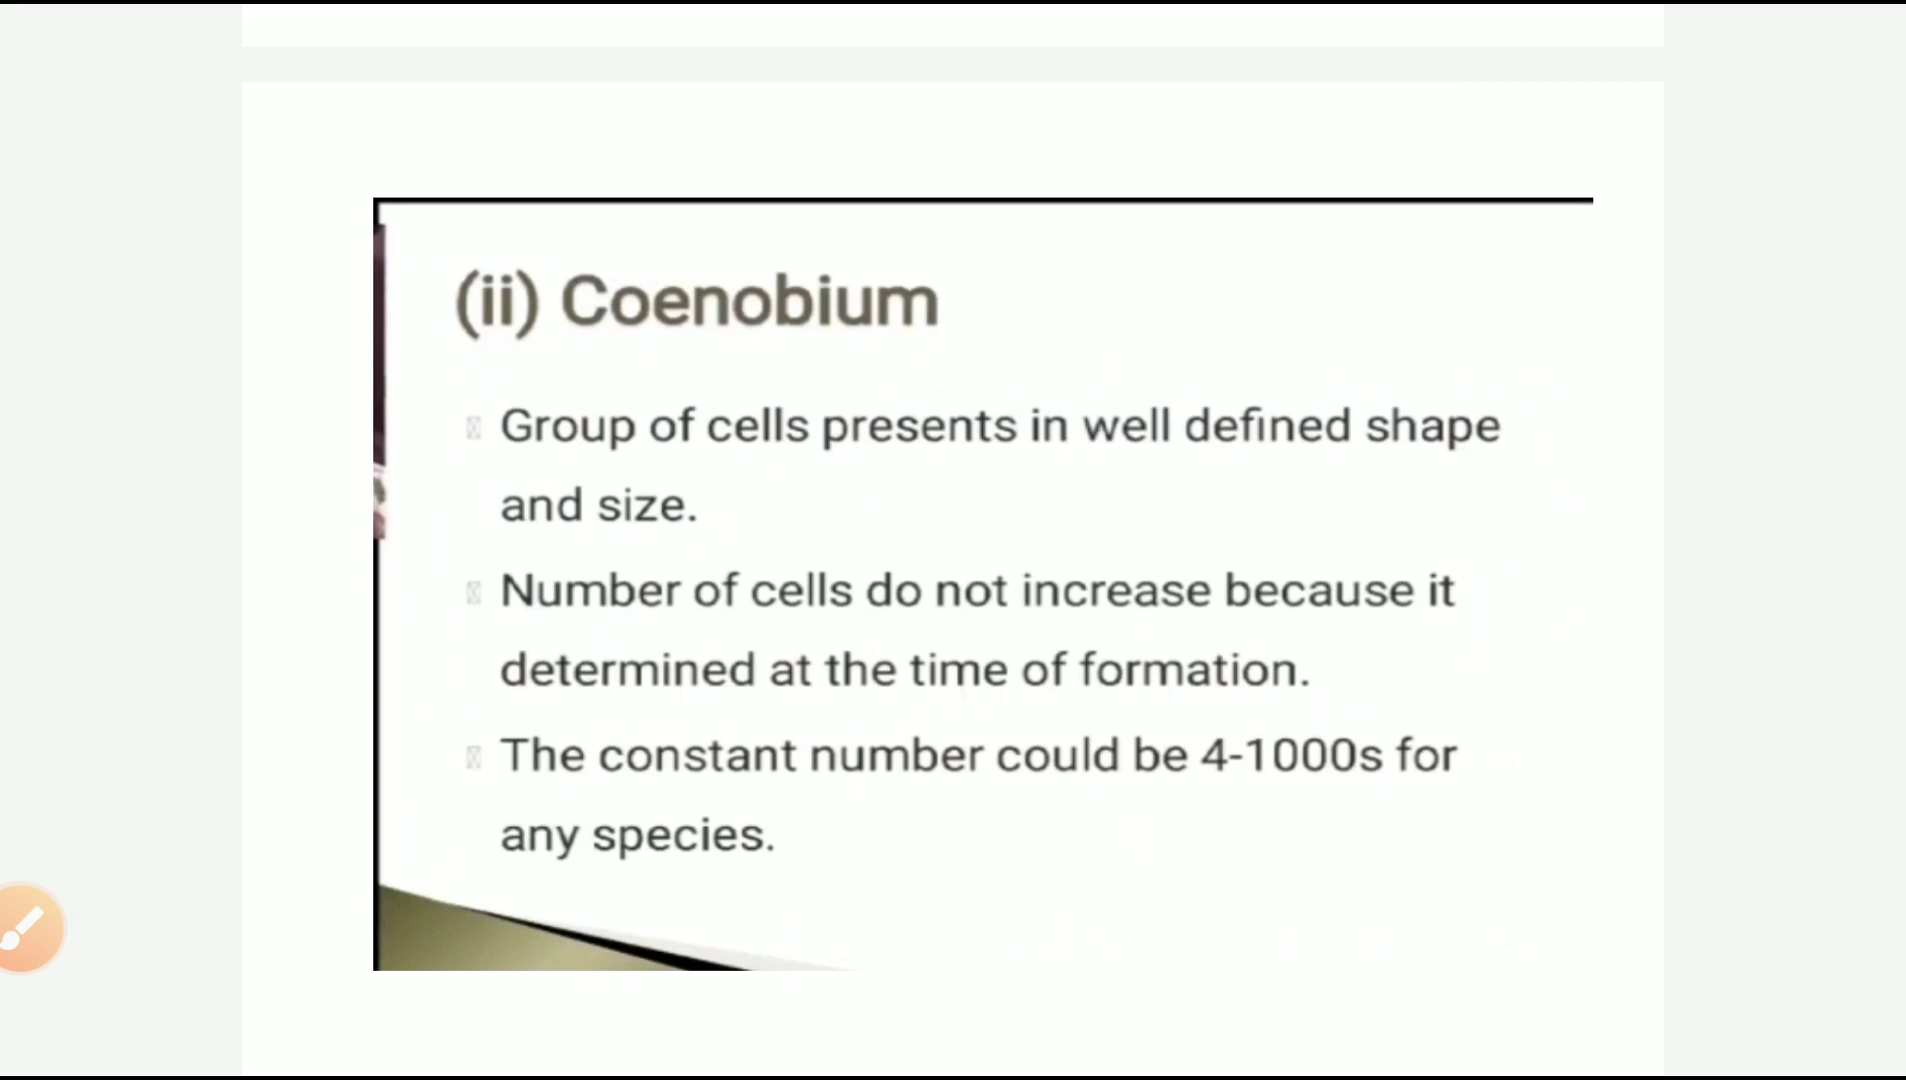 (ii) Coenobium
Group of cells presents in well defined shape
and size.
Number of cells do not increase because it
determined at the time of formation.
The constant number could be 4-1000s for
any species.